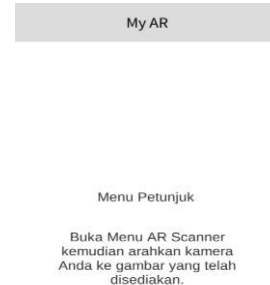 My AR
Menu Petunjuk
Buka Menu AR Scanner
kemudian arahkan kamera
Anda ke gambar yang telah
disediakan.